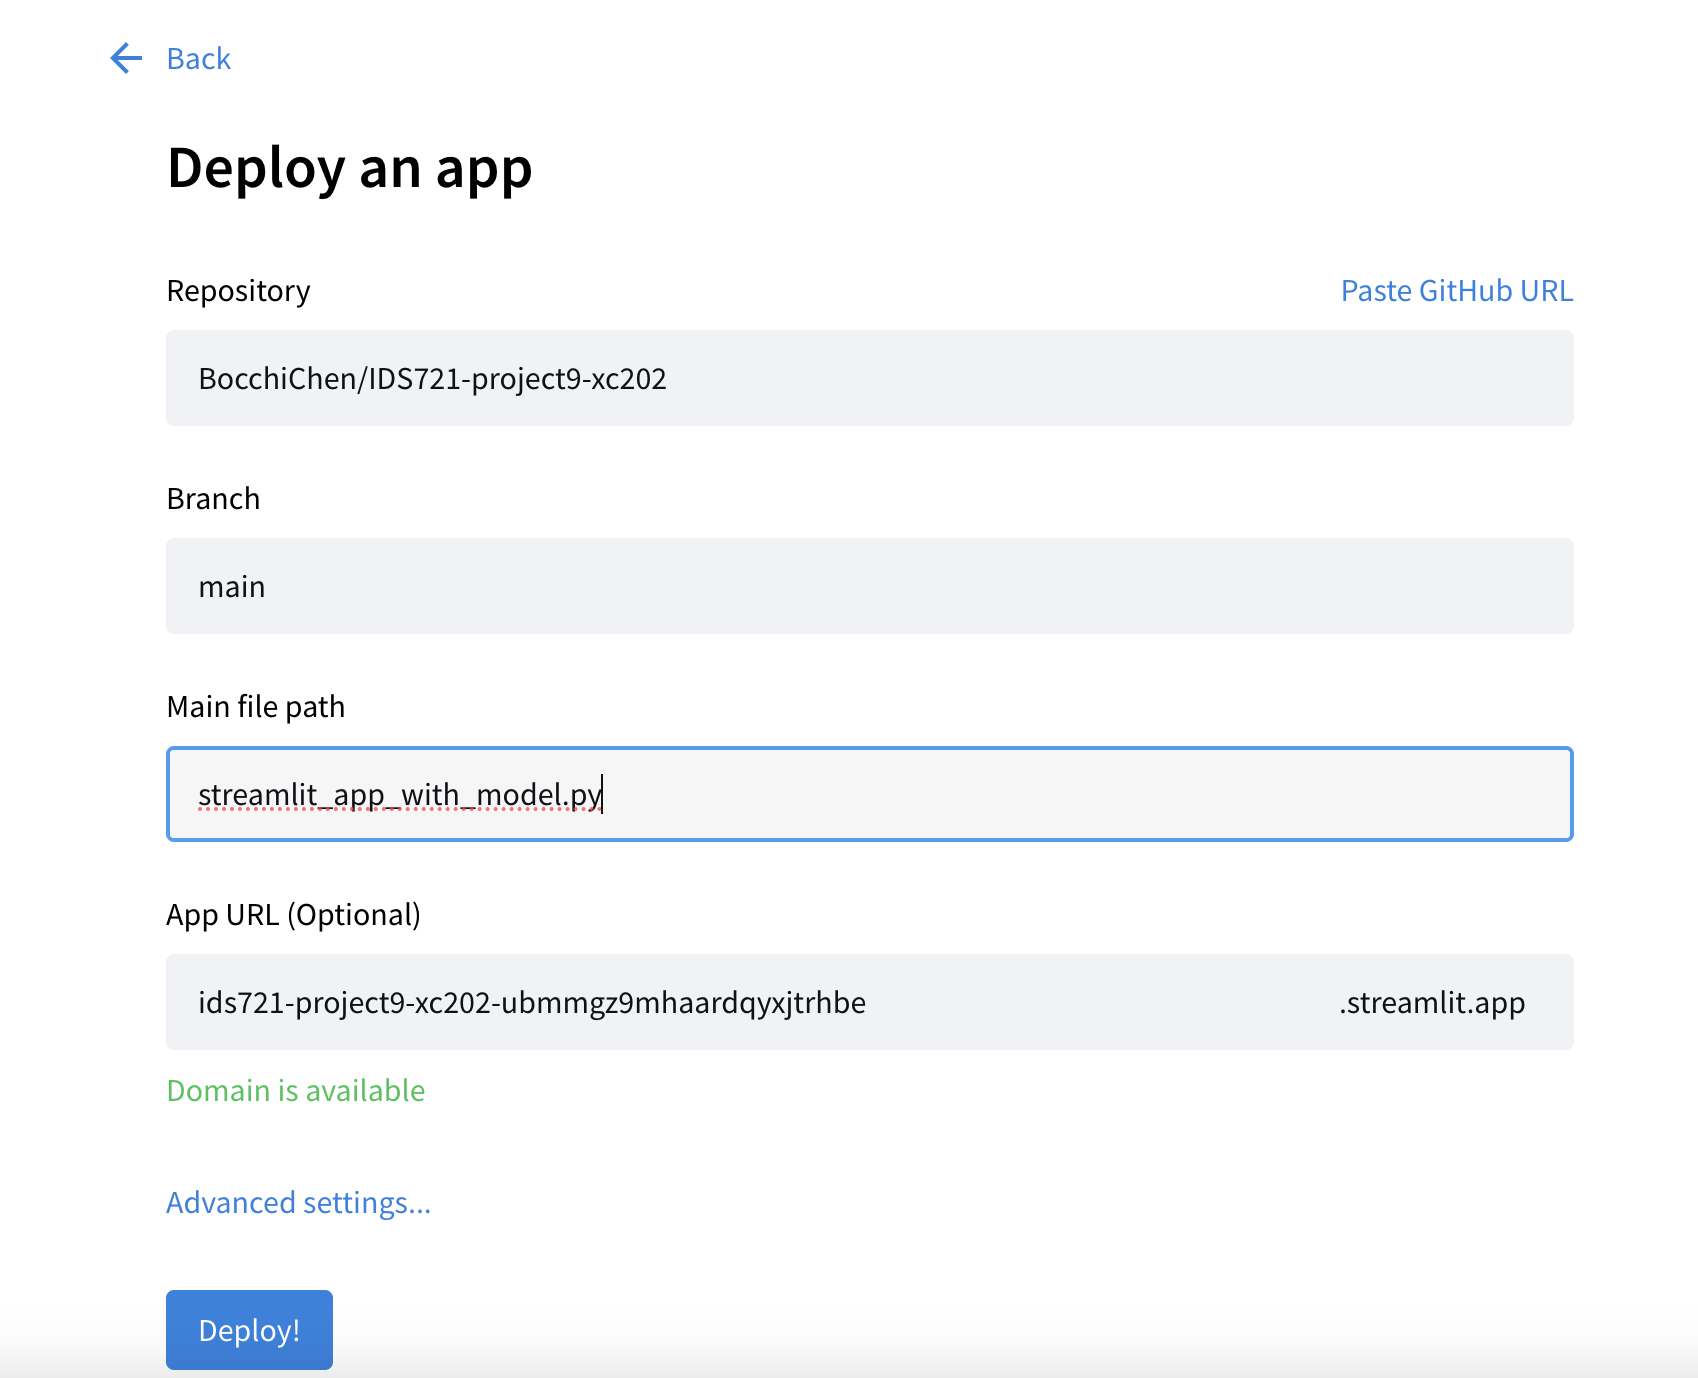 Back
Deploy an app
Repository
Paste GitHub URL
BocchiChen/IDS721-project9-xc202
Branch
main
Main file path
streamlit_app_with_model.py
App URL (Optional)
ids721-project9-xc202-ubmmgz9mhaardqyxjtrhbe
.streamlit.app
Domain is available
Advanced settings...
Deploy!